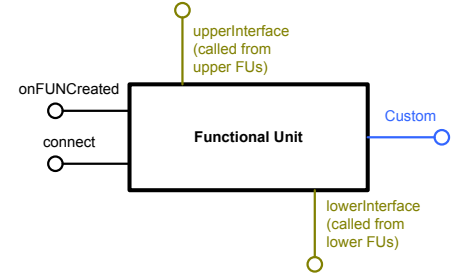 upperInterface
(called from
upper FUs)
onFUNCreated
connect
Functional Unit
Custom
lowerInterface
(called from
lower FUs)